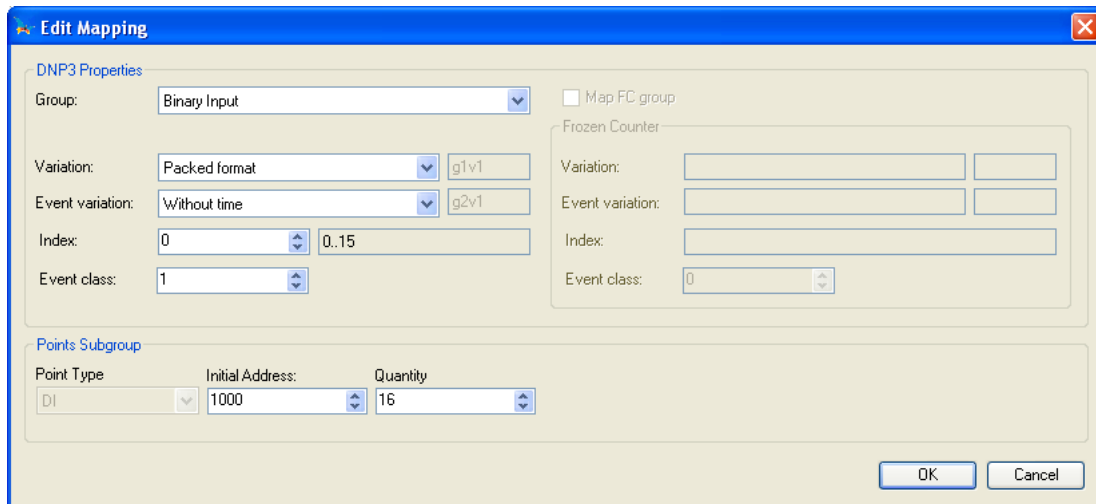 Edit Mapping
DNP3 Properties
Group: Binary Input
Map FC group
Frozen Counter
Variation: Packed format g1v1
Variation:
Event variation: Without time g2v1
Event variation:
Index: 0 0..15
Index:
Event class: 1
Event class: 0
Points Subgroup
Point Type Initial Address: Quantity
DI 1000 16
OK Cancel